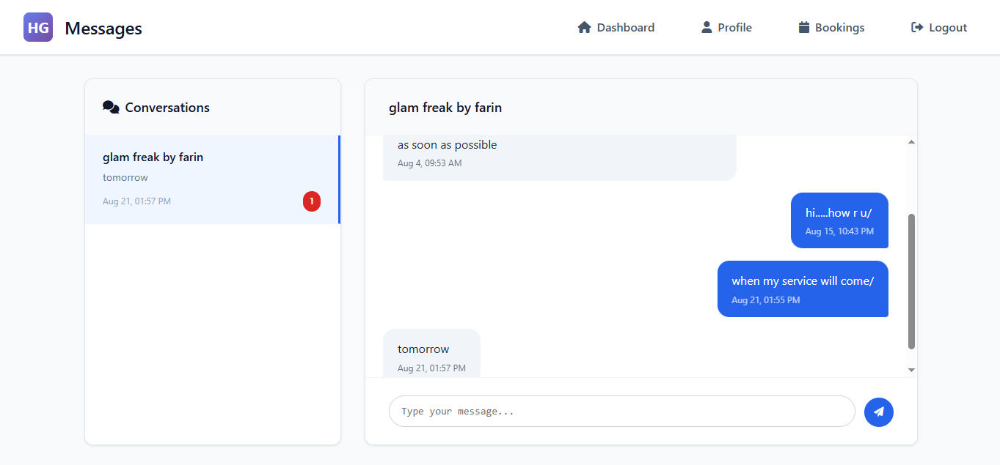 HG Messages
Dashboard
Profile
Bookings
Logout
Conversations
glam freak by farin
tomorrow
Aug 21, 01:57 PM
1
glam freak by farin
as soon as possible
Aug 4, 09:53 AM
hi.....how r u/
Aug 15, 10:43 PM
when my service will come/
Aug 21, 01:55 PM
tomorrow
Aug 21, 01:57 PM
Type your message...